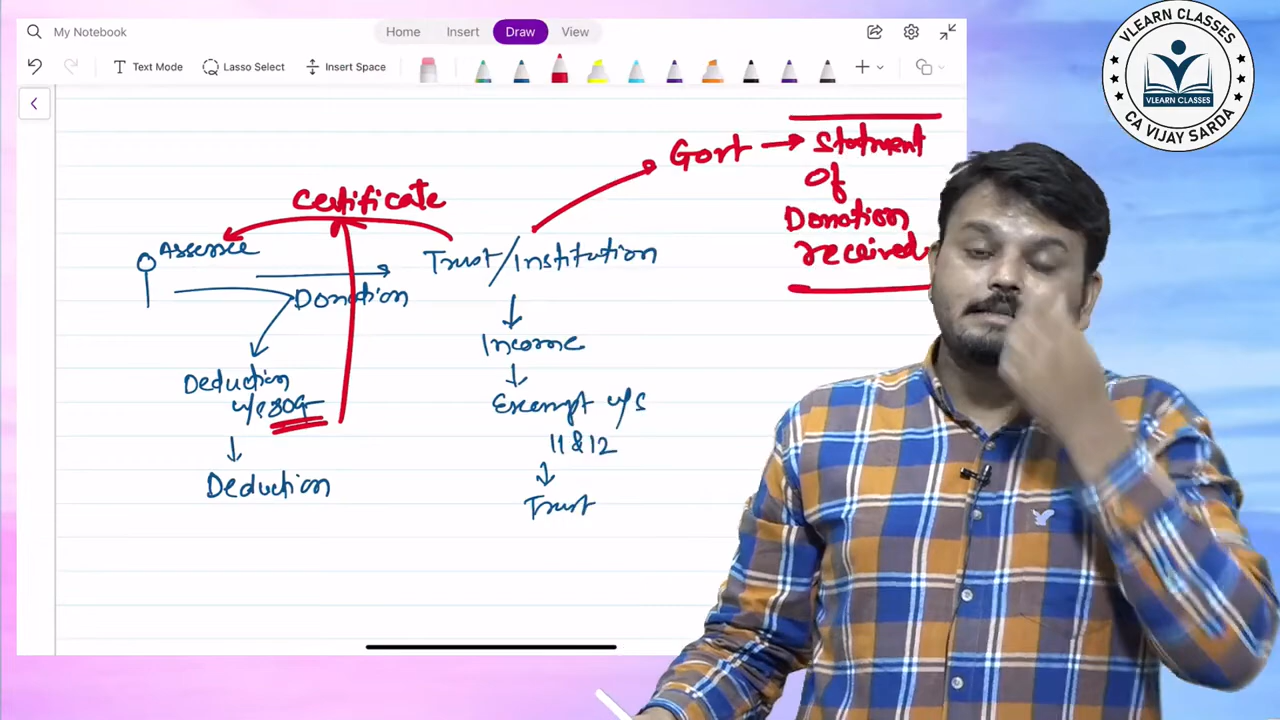 My Notebook
Home Insert Draw View
Text Mode Lasso Select Insert Space
VLEARN CLASSES
VLEARN CLASSES
CA VIJAY SARDA
Govt → Statment
of
Donation
received
Certificate
Assessee
Trust/Institution
Donation
Income
Deduction
u/s 80G
Exempt u/s
11 & 12
Deduction
Trust